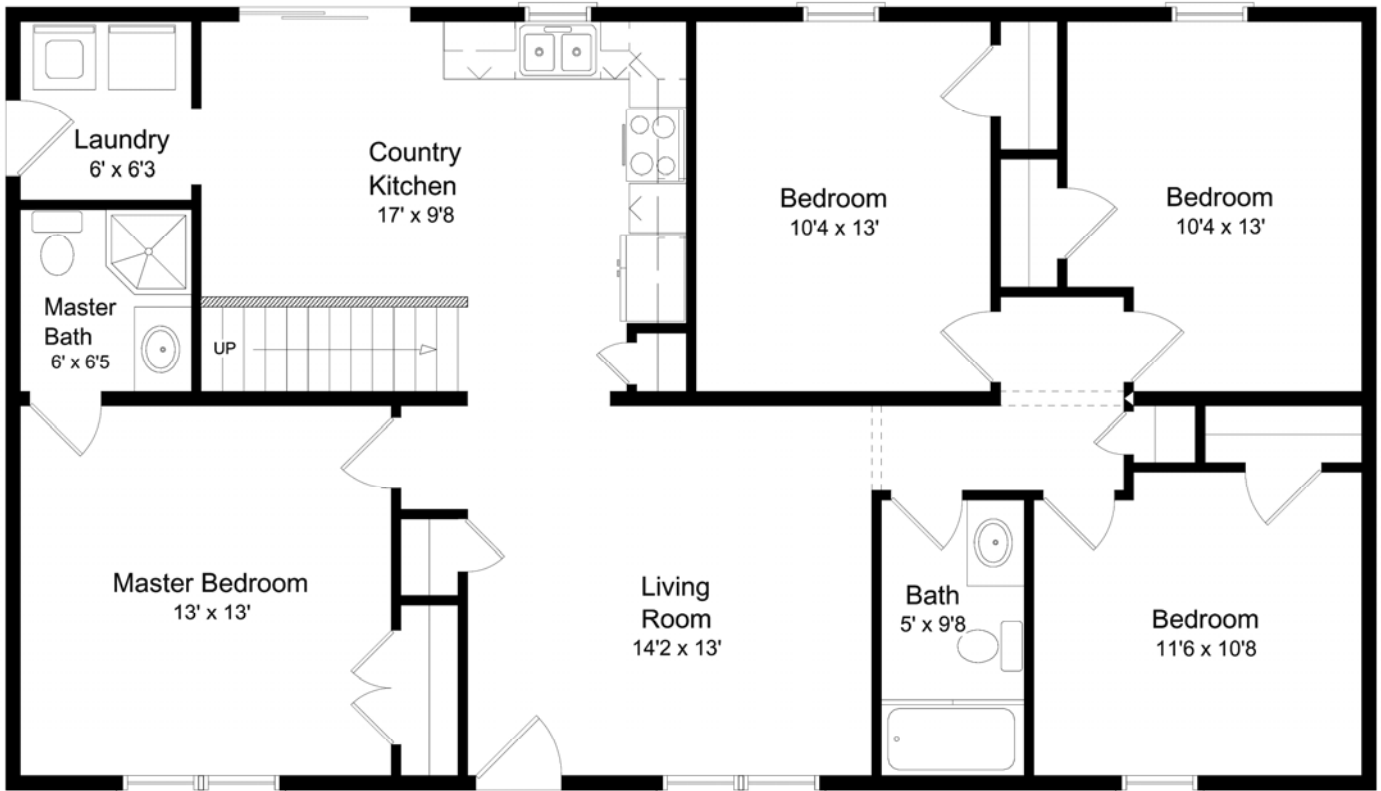 Laundry
6' x 6'3
Country
Kitchen
17' x 9'8
Bedroom
10'4 x 13'
Bedroom
10'4 x 13'
Master
Bath
6' x 6'5
UP
Master Bedroom
13' x 13'
Living
Room
14'2 x 13'
Bath
5' x 9'8
Bedroom
11'6 x 10'8